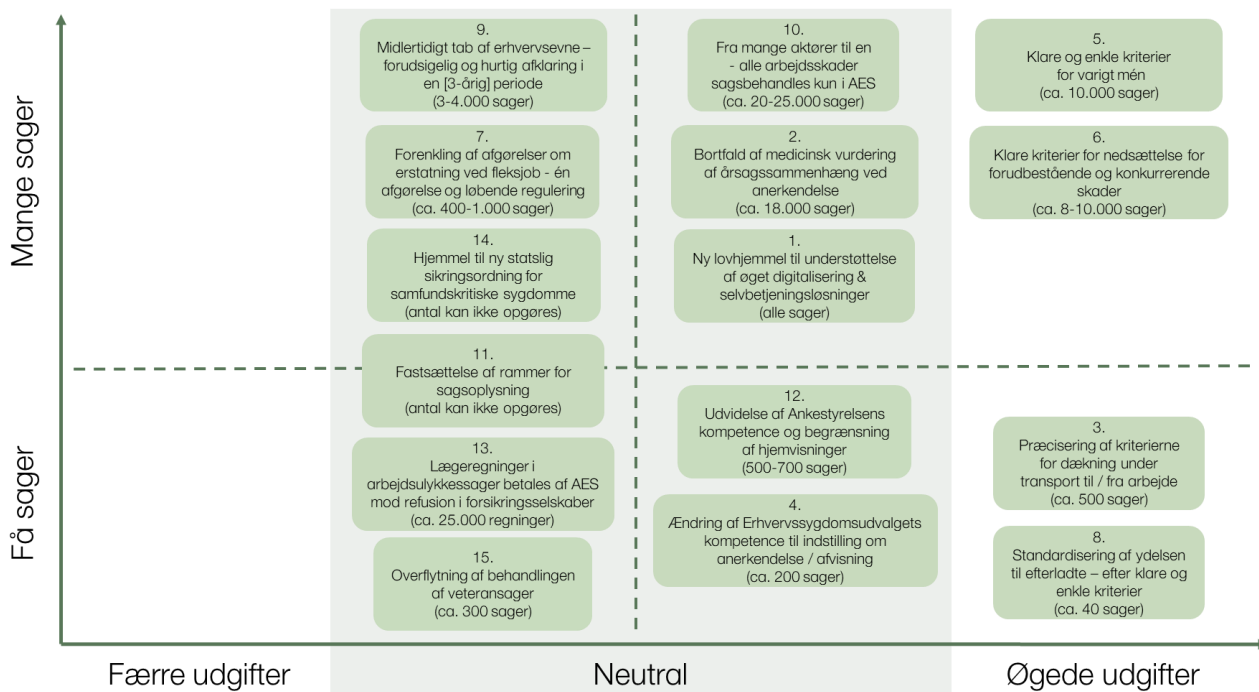 Mange sager
Få sager
9.
Midlertidigt tab af erhvervsevne –
forudsigelig og hurtig afklaring i
en [3-årig] periode
(3-4.000 sager)
7.
Forenkling af afgørelser om
erstatning ved fleksjob - én
afgørelse og løbende regulering
(ca. 400-1.000 sager)
14.
Hjemmel til ny statslig
sikringsordning for
samfundskritiske sygdomme
(antal kan ikke opgøres)
11.
Fastsættelse af rammer for
sagsoplysning
(antal kan ikke opgøres)
13.
Lægeregninger i
arbejdsulykkessager betales af AES
mod refusion i forsikringsselskaber
(ca. 25.000 regninger)
15.
Overflytning af behandlingen
af veteransager
(ca. 300 sager)
10.
Fra mange aktører til en
- alle arbejdsskader
sagsbehandles kun i AES
(ca. 20-25.000 sager)
2.
Bortfald af medicinsk vurdering
af årsagssammenhæng ved
anerkendelse
(ca. 18.000 sager)
1.
Ny lovhjemmel til understøttelse
af øget digitalisering &
selvbetjeningsløsninger
(alle sager)
12.
Udvidelse af Ankestyrelsens
kompetence og begrænsning
af hjemvisninger
(500-700 sager)
4.
Ændring af Erhvervssygdomsudvalgets
kompetence til indstilling om
anerkendelse / afvisning
(ca. 200 sager)
5.
Klare og enkle kriterier
for varigt mén
(ca. 10.000 sager)
6.
Klare kriterier for nedsættelse for
forudbestående og konkurrerende
skader
(ca. 8-10.000 sager)
3.
Præcisering af kriterierne
for dækning under
transport til / fra arbejde
(ca. 500 sager)
8.
Standardisering af ydelsen
til efterladte – efter klare og
enkle kriterier
(ca. 40 sager)
Færre udgifter
Neutral
Øgede udgifter